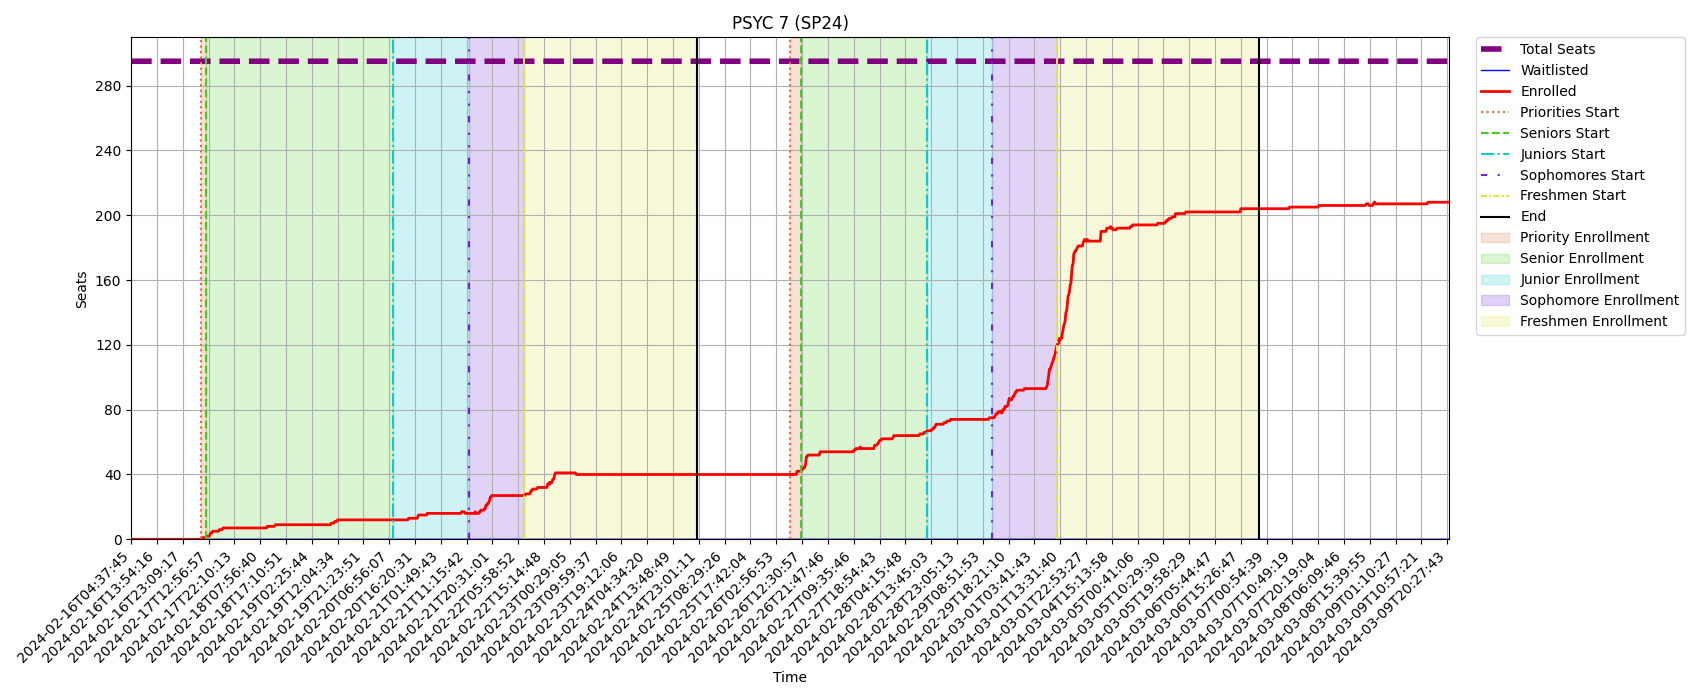 PSYC 7 (SP24)
Seats
280
240
200
160
120
80
40
0
2024-02-16T04:37:45
2024-02-16T13:54:16
2024-02-16T23:09:17
2024-02-17T12:56:57
2024-02-17T22:10:13
2024-02-18T07:56:40
2024-02-18T17:10:51
2024-02-19T02:25:44
2024-02-19T12:04:34
2024-02-19T21:23:51
2024-02-20T06:56:07
2024-02-20T16:20:31
2024-02-21T01:49:43
2024-02-21T11:15:42
2024-02-21T20:31:01
2024-02-22T05:58:52
2024-02-22T15:14:48
2024-02-23T00:29:05
2024-02-23T09:59:37
2024-02-23T19:12:06
2024-02-24T04:34:20
2024-02-24T13:48:49
2024-02-24T23:01:11
2024-02-25T08:29:26
2024-02-25T17:42:04
2024-02-26T02:56:53
2024-02-26T12:30:57
2024-02-26T21:47:46
2024-02-27T09:35:46
2024-02-27T18:54:43
2024-02-28T04:15:48
2024-02-28T13:45:03
2024-02-28T23:05:13
2024-02-29T08:51:53
2024-02-29T18:21:10
2024-03-01T03:41:43
2024-03-01T13:31:40
2024-03-01T22:53:27
2024-03-04T15:13:58
2024-03-05T00:41:06
2024-03-05T10:29:30
2024-03-05T19:58:29
2024-03-06T05:44:47
2024-03-06T15:26:47
2024-03-07T00:54:39
2024-03-07T10:49:19
2024-03-07T20:19:04
2024-03-08T06:09:46
2024-03-08T15:39:55
2024-03-09T01:10:27
2024-03-09T10:57:21
2024-03-09T20:27:43
Time
Total Seats
Waitlisted
Enrolled
Priorities Start
Seniors Start
Juniors Start
Sophomores Start
Freshmen Start
End
Priority Enrollment
Senior Enrollment
Junior Enrollment
Sophomore Enrollment
Freshmen Enrollment